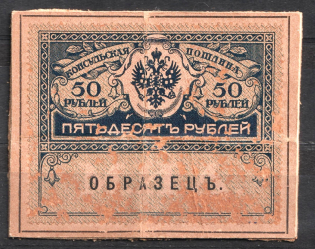 КОНСУЛЬСКАЯ ПОШЛИНА
50 50
РУБЛЕЙ РУБЛЕЙ
ПЯТЬДЕСЯТЪ РУБЛЕЙ
ОБРАЗЕЦЪ.